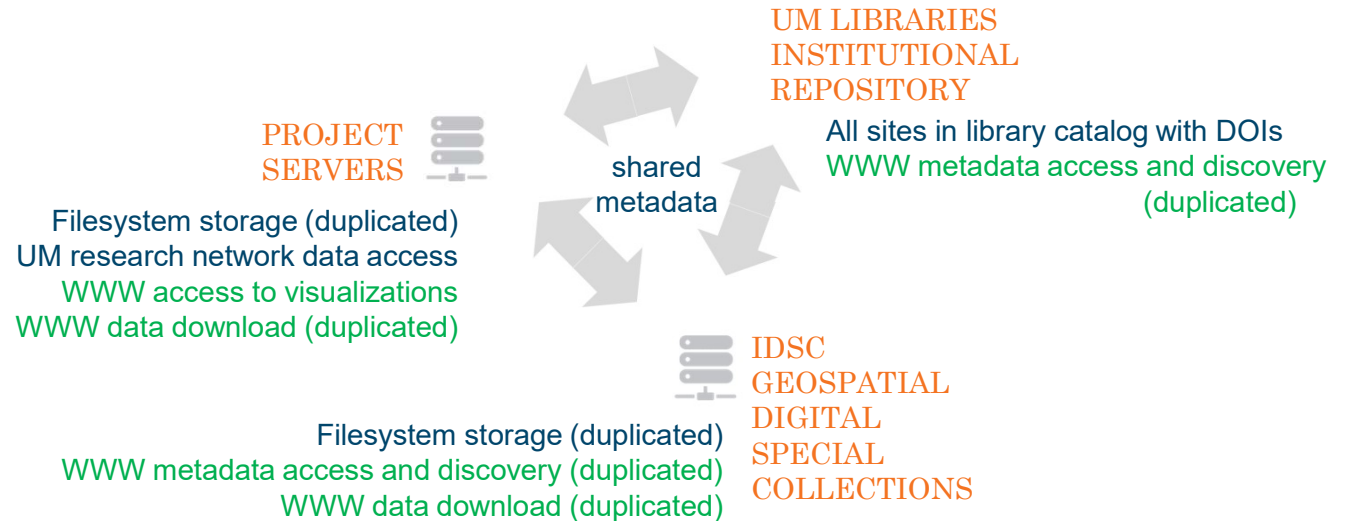 UM LIBRARIES
INSTITUTIONAL
REPOSITORY
All sites in library catalog with DOIs
WWW metadata access and discovery
(duplicated)
PROJECT
SERVERS
Filesystem storage (duplicated)
UM research network data access
WWW access to visualizations
WWW data download (duplicated)
shared
metadata
IDSC
GEOSPATIAL
DIGITAL
SPECIAL
COLLECTIONS
Filesystem storage (duplicated)
WWW metadata access and discovery (duplicated)
WWW data download (duplicated)